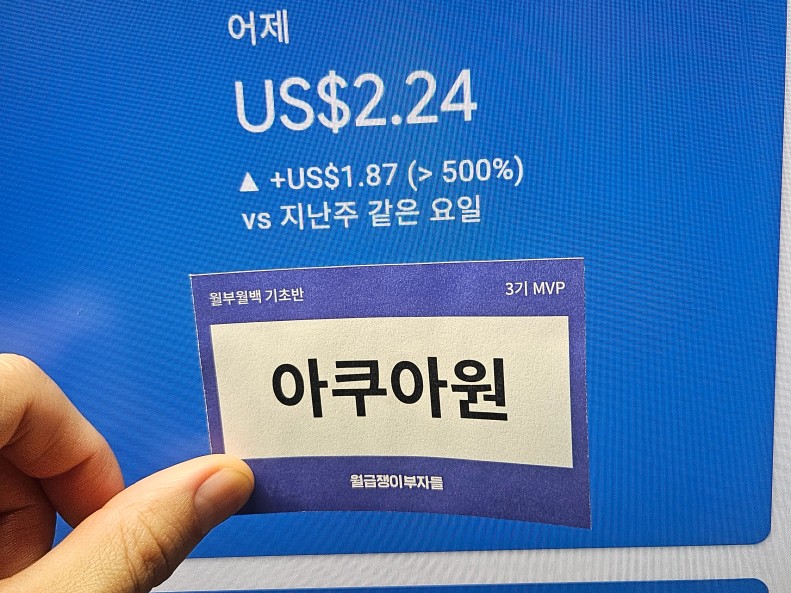 어제
US$2.24
▲ +US$1.87 (> 500%)
vs 지난주 같은 요일
월부월백 기초반
3기 MVP
아쿠아원
월급쟁이부자들